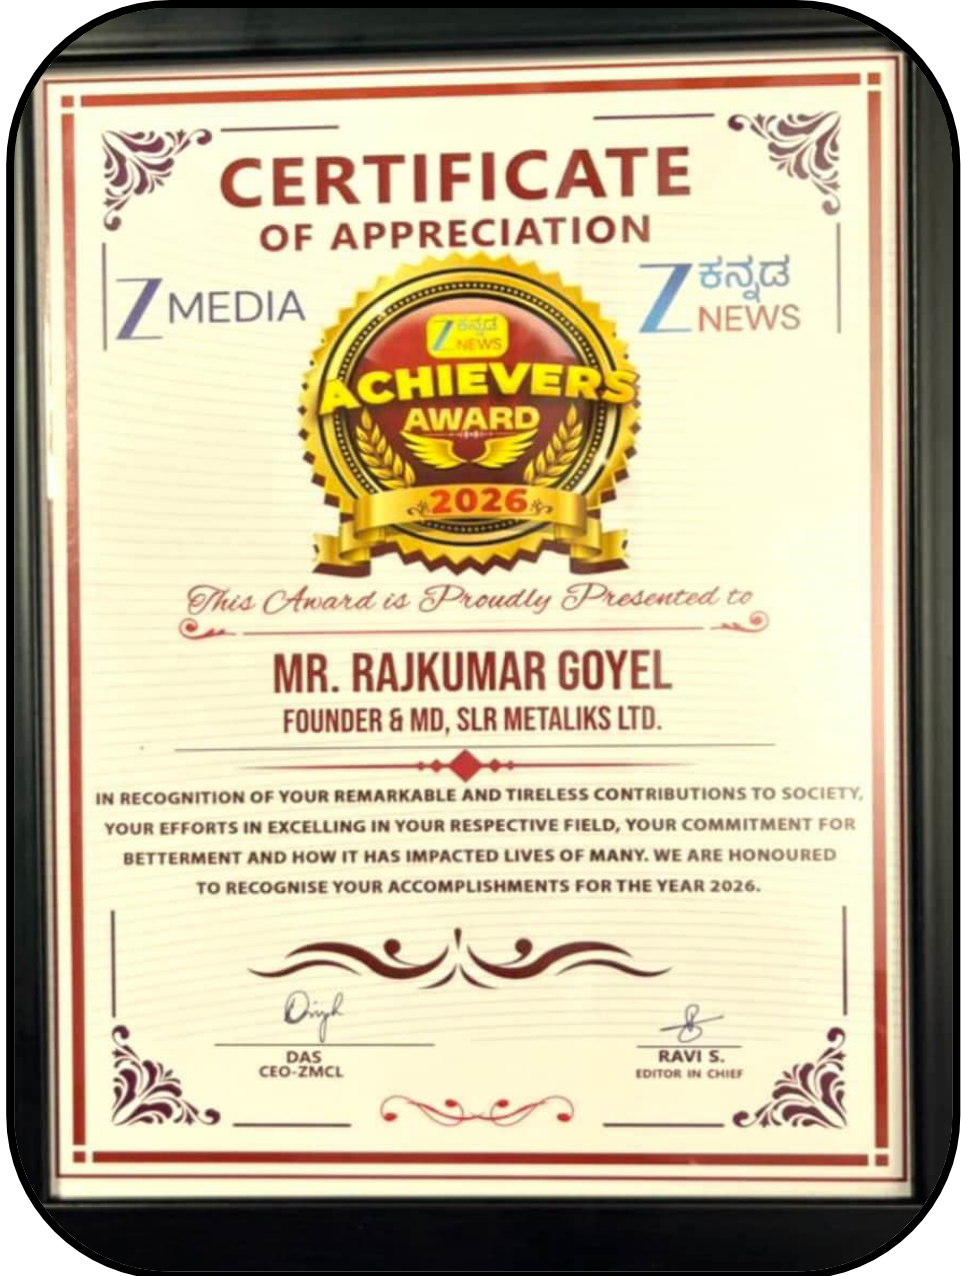 CERTIFICATE
OF APPRECIATION
Z MEDIA
Z ಕನ್ನಡ
NEWS
Z ಕನ್ನಡ
NEWS
ACHIEVERS
AWARD
2026
This Award is Proudly Presented to
MR. RAJKUMAR GOYEL
FOUNDER & MD, SLR METALIKS LTD.
IN RECOGNITION OF YOUR REMARKABLE AND TIRELESS CONTRIBUTIONS TO SOCIETY,
YOUR EFFORTS IN EXCELLING IN YOUR RESPECTIVE FIELD, YOUR COMMITMENT FOR
BETTERMENT AND HOW IT HAS IMPACTED LIVES OF MANY. WE ARE HONOURED
TO RECOGNISE YOUR ACCOMPLISHMENTS FOR THE YEAR 2026.
DAS
CEO-ZMCL
RAVI S.
EDITOR IN CHIEF